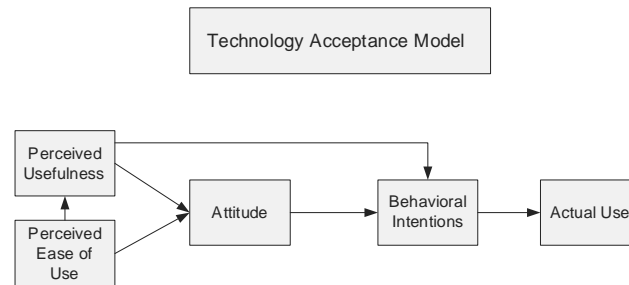 Technology Acceptance Model
Perceived
Usefulness
Perceived
Ease of
Use
Attitude
Behavioral
Intentions
Actual Use